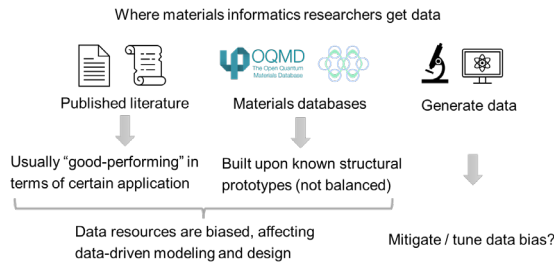 Where materials informatics researchers get data
OQMD
The Open Quantum
Materials Database
Published literature
Materials databases
Generate data
Usually “good-performing” in
terms of certain application
Built upon known structural
prototypes (not balanced)
Data resources are biased, affecting
data-driven modeling and design
Mitigate / tune data bias?